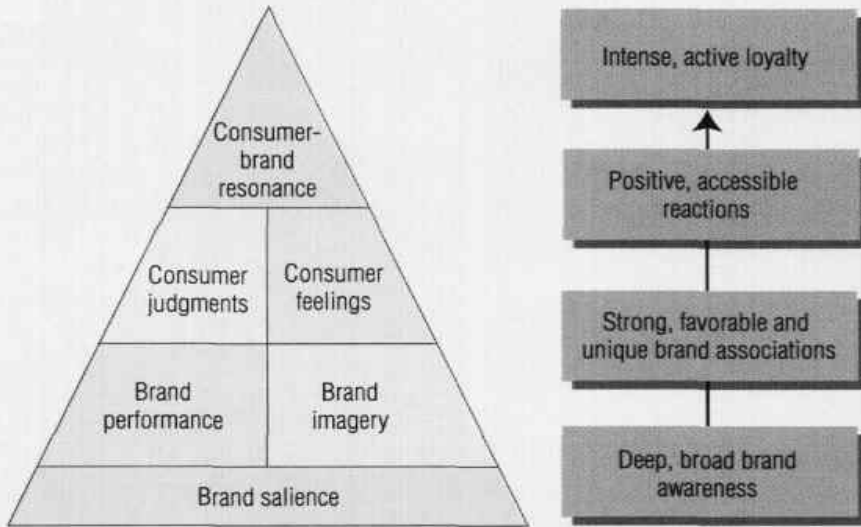 Consumer-
brand
resonance
Consumer
judgments
Consumer
feelings
Brand
performance
Brand
imagery
Brand salience
Intense, active loyalty
Positive, accessible
reactions
Strong, favorable and
unique brand associations
Deep, broad brand
awareness